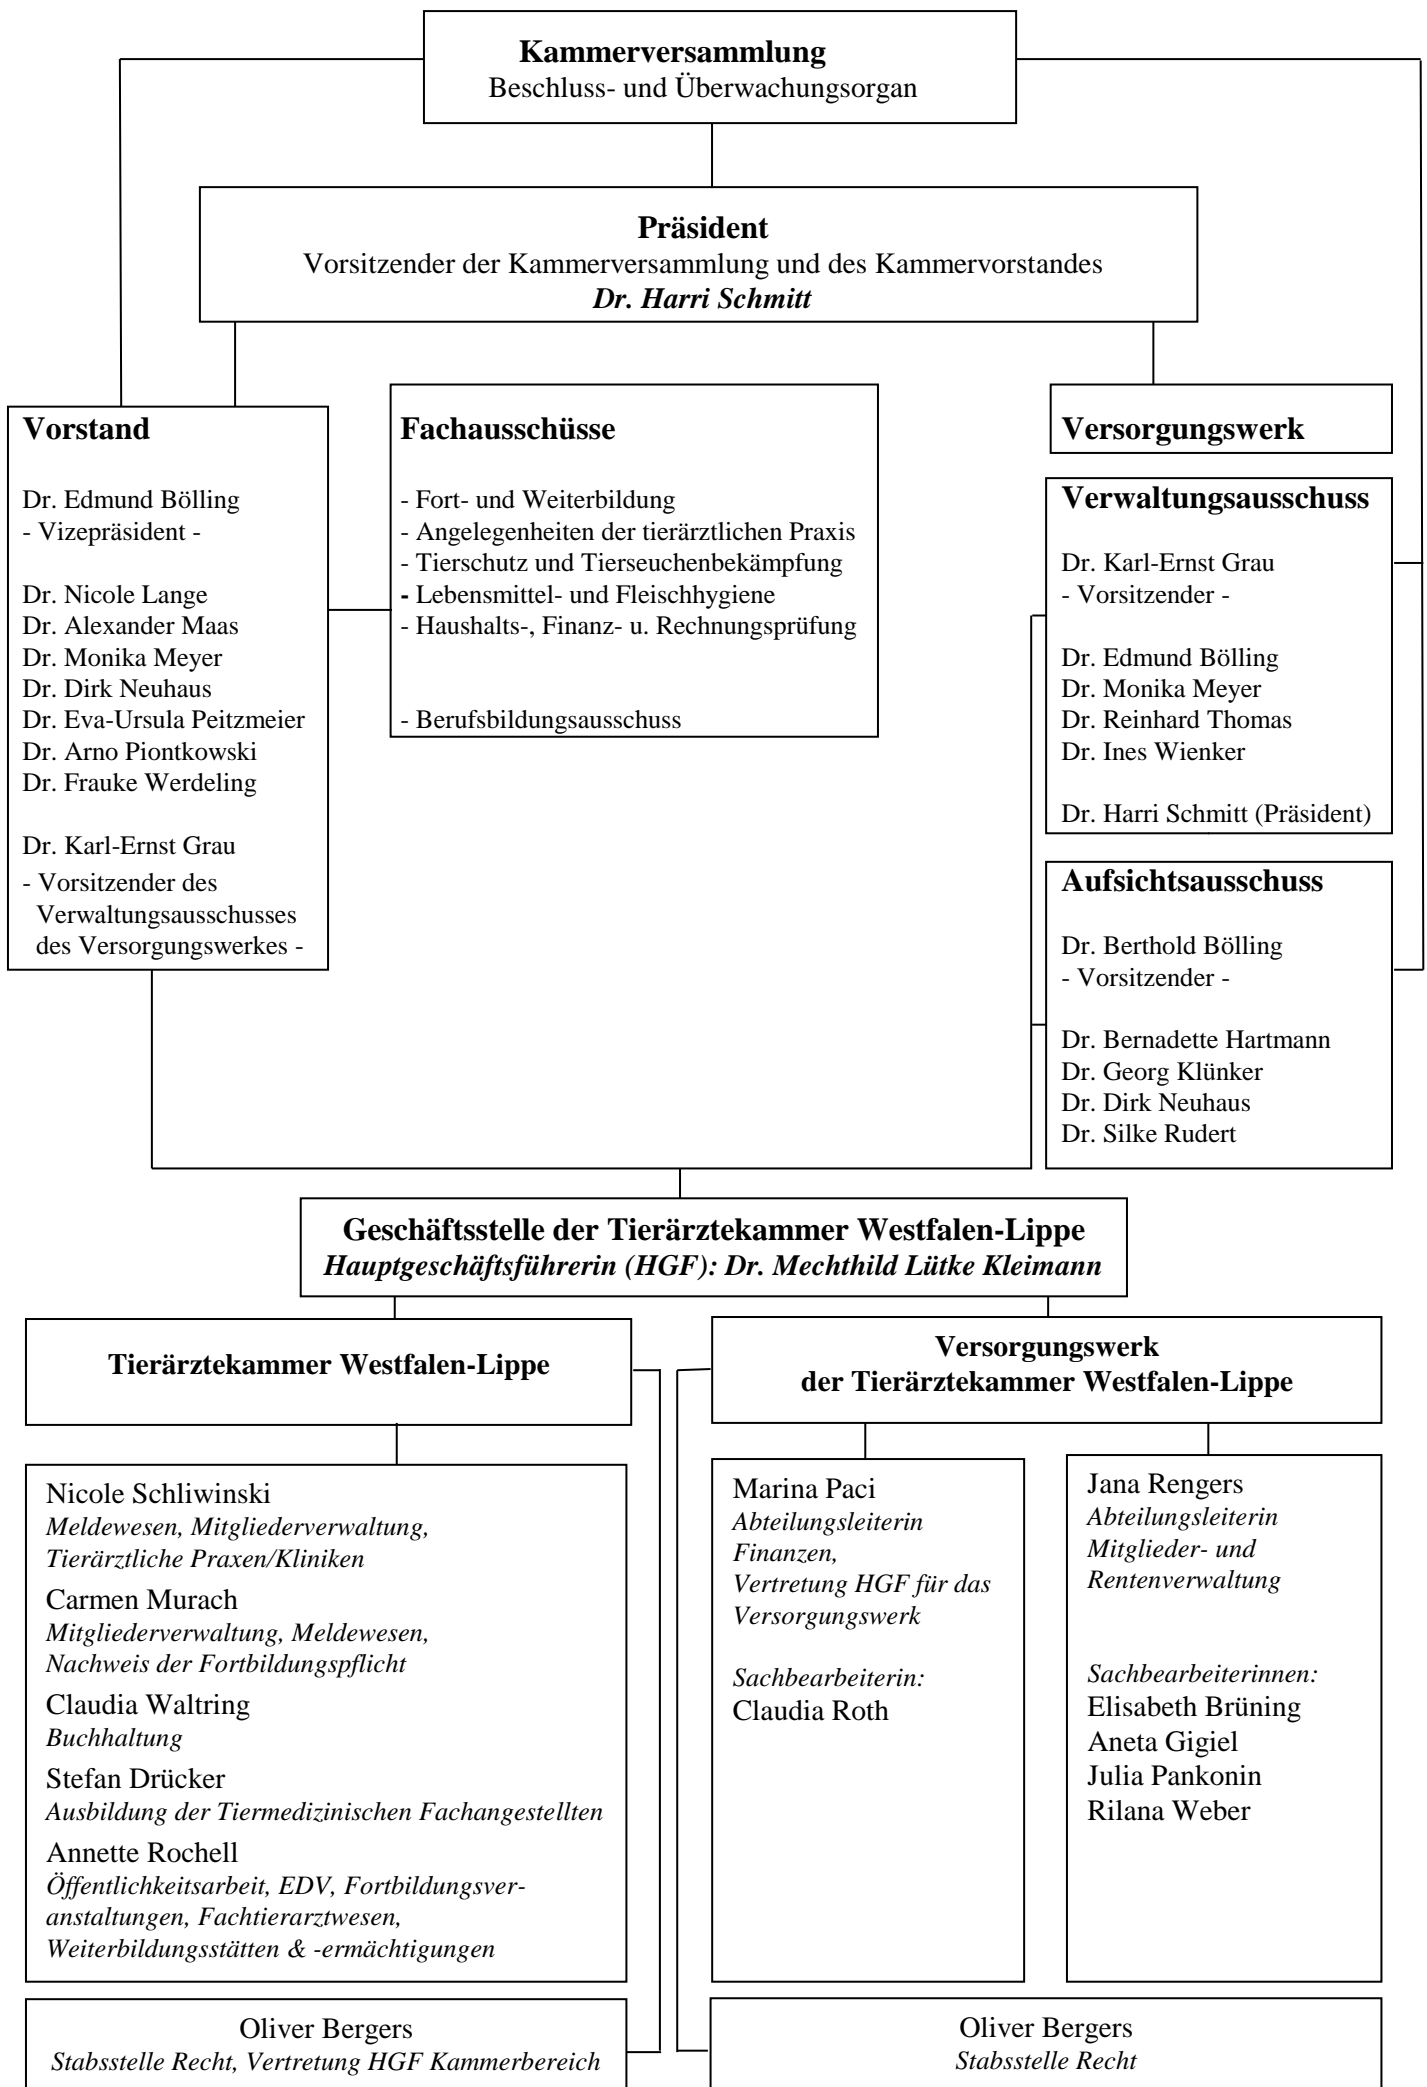 Kammerversammlung
Beschluss- und Überwachungsorgan
Präsident
Vorsitzender der Kammerversammlung und des Kammervorstandes
Dr. Harri Schmitt
Vorstand
Dr. Edmund Bölling
- Vizepräsident -
Dr. Nicole Lange
Dr. Alexander Maas
Dr. Monika Meyer
Dr. Dirk Neuhaus
Dr. Eva-Ursula Peitzmeier
Dr. Arno Piontkowski
Dr. Frauke Werdeling
Dr. Karl-Ernst Grau
- Vorsitzender des
Verwaltungsausschusses
des Versorgungswerkes -
Fachausschüsse
- Fort- und Weiterbildung
- Angelegenheiten der tierärztlichen Praxis
- Tierschutz und Tierseuchenbekämpfung
- Lebensmittel- und Fleischhygiene
- Haushalts-, Finanz- u. Rechnungsprüfung
- Berufsbildungsausschuss
Versorgungswerk
Verwaltungsausschuss
Dr. Karl-Ernst Grau
- Vorsitzender -
Dr. Edmund Bölling
Dr. Monika Meyer
Dr. Reinhard Thomas
Dr. Ines Wienker
Dr. Harri Schmitt (Präsident)
Aufsichtsausschuss
Dr. Berthold Bölling
- Vorsitzender -
Dr. Bernadette Hartmann
Dr. Georg Klünker
Dr. Dirk Neuhaus
Dr. Silke Rudert
Geschäftsstelle der Tierärztekammer Westfalen-Lippe
Hauptgeschäftsführerin (HGF): Dr. Mechthild Lütke Kleimann
Tierärztekammer Westfalen-Lippe
Nicole Schliwinski
Meldewesen, Mitgliederverwaltung,
Tierärztliche Praxen/Kliniken
Carmen Murach
Mitgliederverwaltung, Meldewesen,
Nachweis der Fortbildungspflicht
Claudia Waltring
Buchhaltung
Stefan Drücker
Ausbildung der Tiermedizinischen Fachangestellten
Annette Rochell
Öffentlichkeitsarbeit, EDV, Fortbildungsver-
anstaltungen, Fachtierarztwesen,
Weiterbildungsstätten & -ermächtigungen
Oliver Bergers
Stabsstelle Recht, Vertretung HGF Kammerbereich
Versorgungswerk
der Tierärztekammer Westfalen-Lippe
Marina Paci
Abteilungsleiterin
Finanzen,
Vertretung HGF für das
Versorgungswerk
Sachbearbeiterin:
Claudia Roth
Jana Rengers
Abteilungsleiterin
Mitglieder- und
Rentenverwaltung
Sachbearbeiterinnen:
Elisabeth Brüning
Aneta Gigiel
Julia Pankonin
Rilana Weber
Oliver Bergers
Stabsstelle Recht